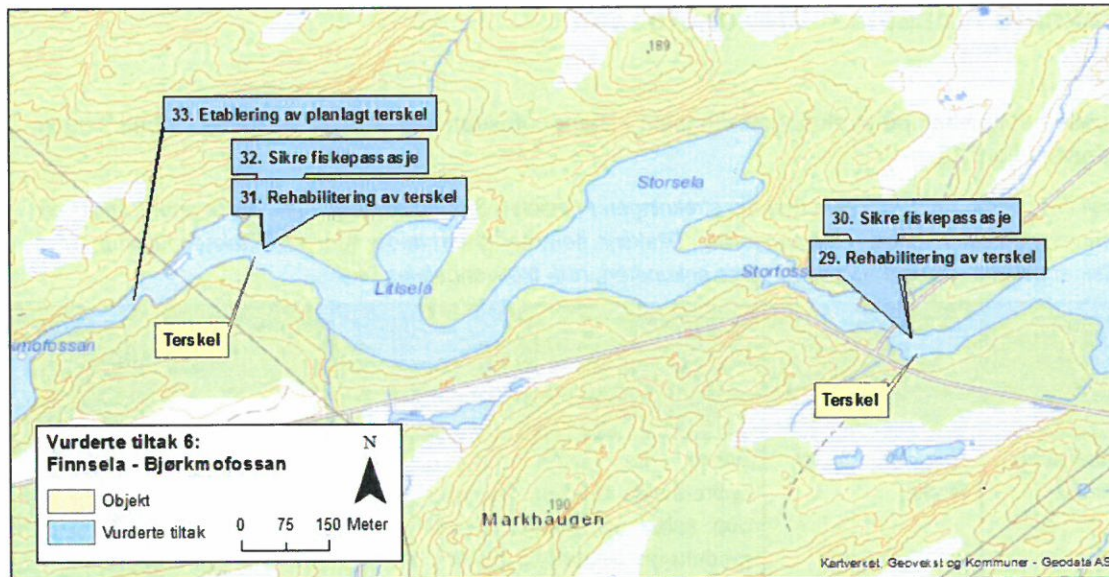 189
33. Etablering av planlagt terskel
32. Sikre fiskepassasje
31. Rehabilitering av terskel
Storsela
30. Sikre fiskepassasje
29. Rehabilitering av terskel
Storfoss
Litlsela
Terskel
mofossan
Terskel
Vurderte tiltak 6:
Finnsela - Bjørkmofossan
N
Objekt
Vurderte tiltak
0 75 150 Meter
190
Markhaugen
Kartverket, Geovekst og Kommuner - Geodata AS